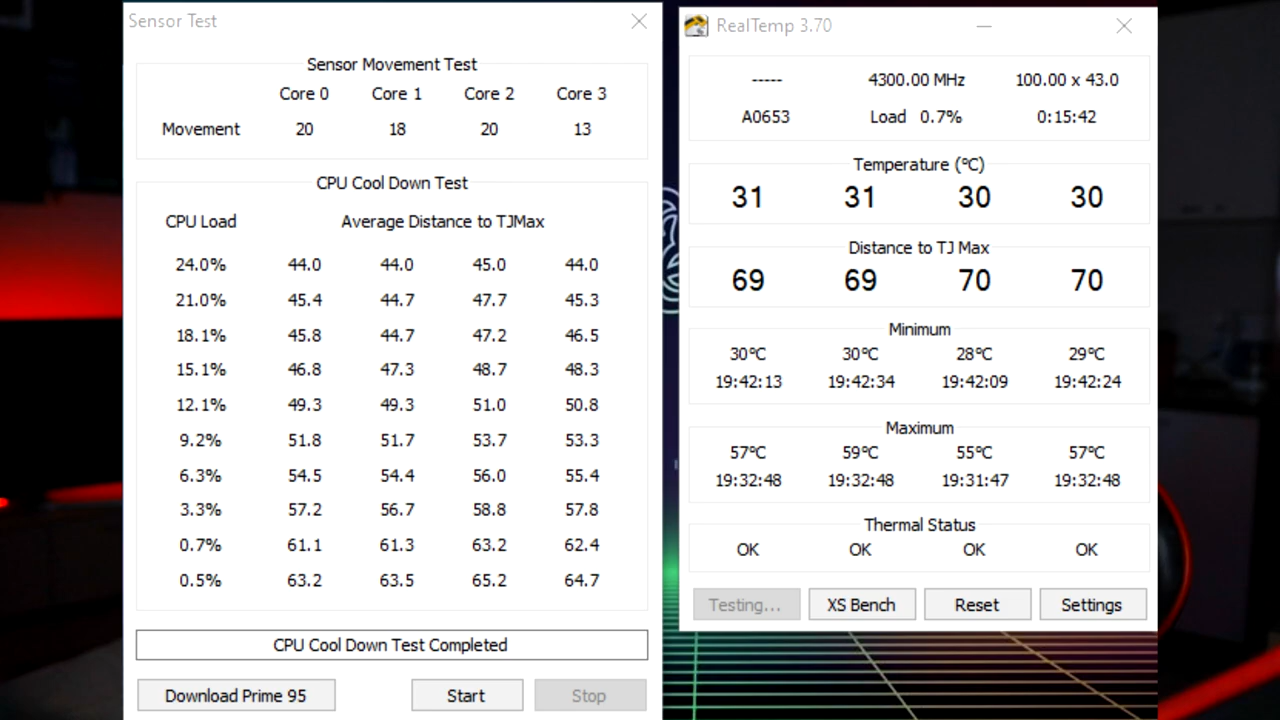 Sensor Test
Sensor Movement Test
Core 0 Core 1 Core 2 Core 3
Movement 20 18 20 13
CPU Cool Down Test
CPU Load Average Distance to TJMax
24.0% 44.0 44.0 45.0 44.0
21.0% 45.4 44.7 47.7 45.3
18.1% 45.8 44.7 47.2 46.5
15.1% 46.8 47.3 48.7 48.3
12.1% 49.3 49.3 51.0 50.8
9.2% 51.8 51.7 53.7 53.3
6.3% 54.5 54.4 56.0 55.4
3.3% 57.2 56.7 58.8 57.8
0.7% 61.1 61.3 63.2 62.4
0.5% 63.2 63.5 65.2 64.7
CPU Cool Down Test Completed
Download Prime 95 Start Stop
RealTemp 3.70
----- 4300.00 MHz 100.00 x 43.0
A0653 Load 0.7% 0:15:42
Temperature (°C)
31 31 30 30
Distance to TJ Max
69 69 70 70
Minimum
30°C 30°C 28°C 29°C
19:42:13 19:42:34 19:42:09 19:42:24
Maximum
57°C 59°C 55°C 57°C
19:32:48 19:32:48 19:31:47 19:32:48
Thermal Status
OK OK OK OK
Testing... XS Bench Reset Settings